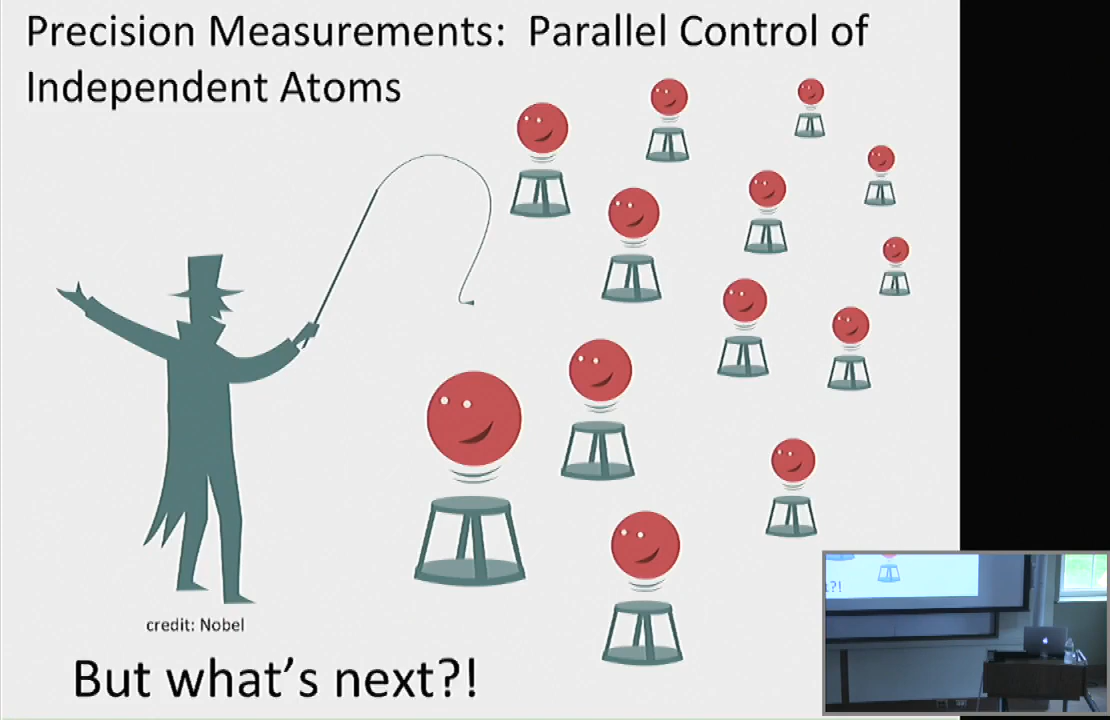 Precision Measurements: Parallel Control of
Independent Atoms
credit: Nobel
But what's next?!
t?!